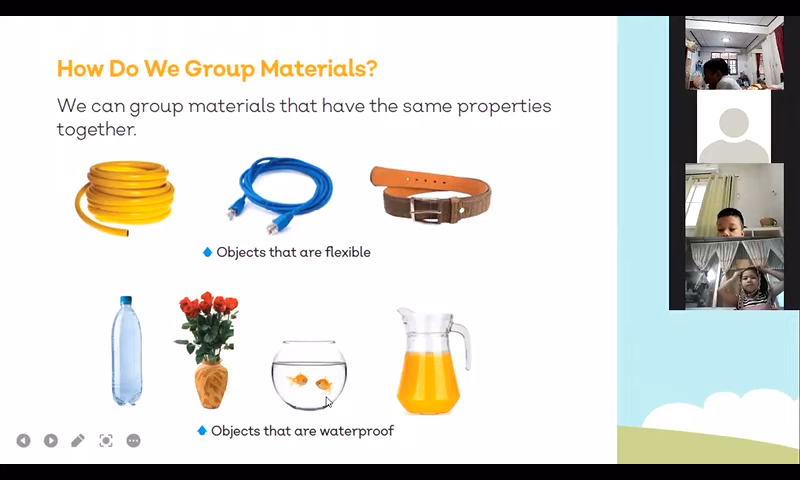 How Do We Group Materials?
We can group materials that have the same properties
together.
Objects that are flexible
Objects that are waterproof